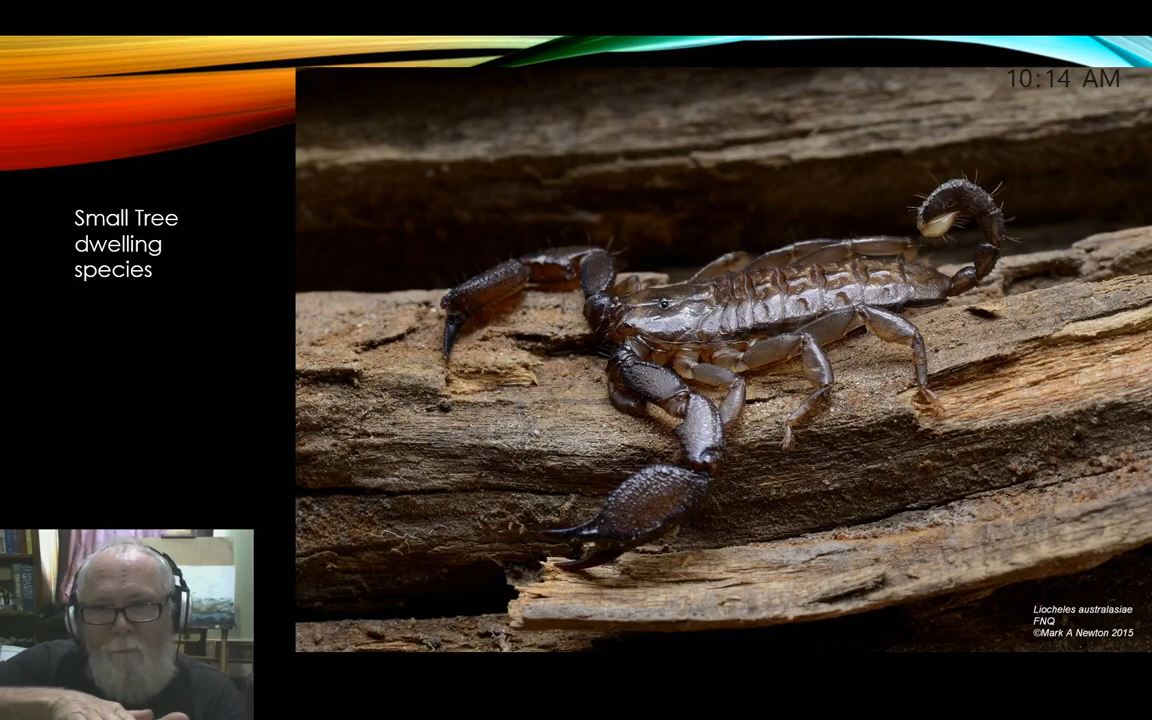 10:14 AM
Small Tree
dwelling
species
Liocheles australasiae
FNQ
©Mark A Newton 2015